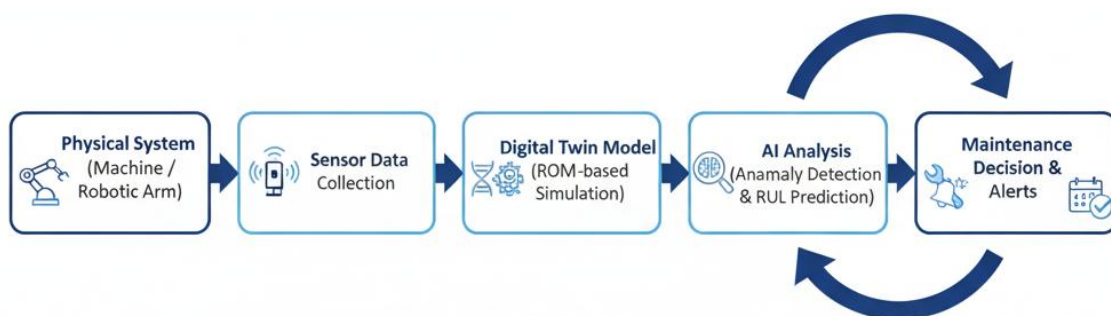 Physical System
(Machine /
Robotic Arm)
Sensor Data
Collection
Digital Twin Model
(ROM-based
Simulation)
AI Analysis
(Anamaly Detection
& RUL Prediction)
Maintenance
Decision &
Alerts